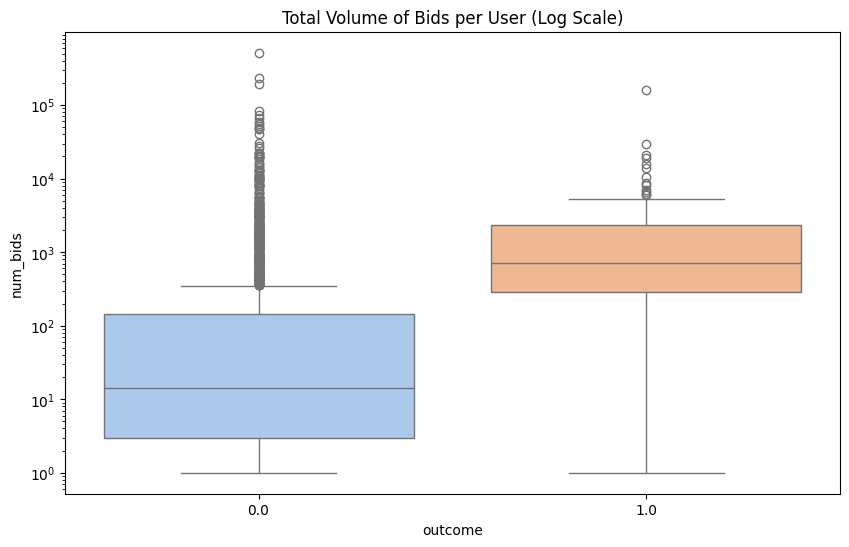 Total Volume of Bids per User (Log Scale)
num_bids
10^5
10^4
10^3
10^2
10^1
10^0
0.0 1.0
outcome